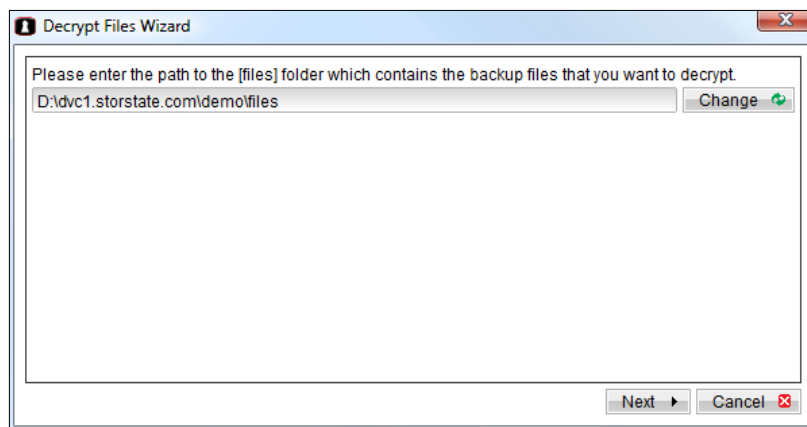 Decrypt Files Wizard
Please enter the path to the [files] folder which contains the backup files that you want to decrypt.
D:\dvc1.storstate.com\demo\files
Change
Next
Cancel